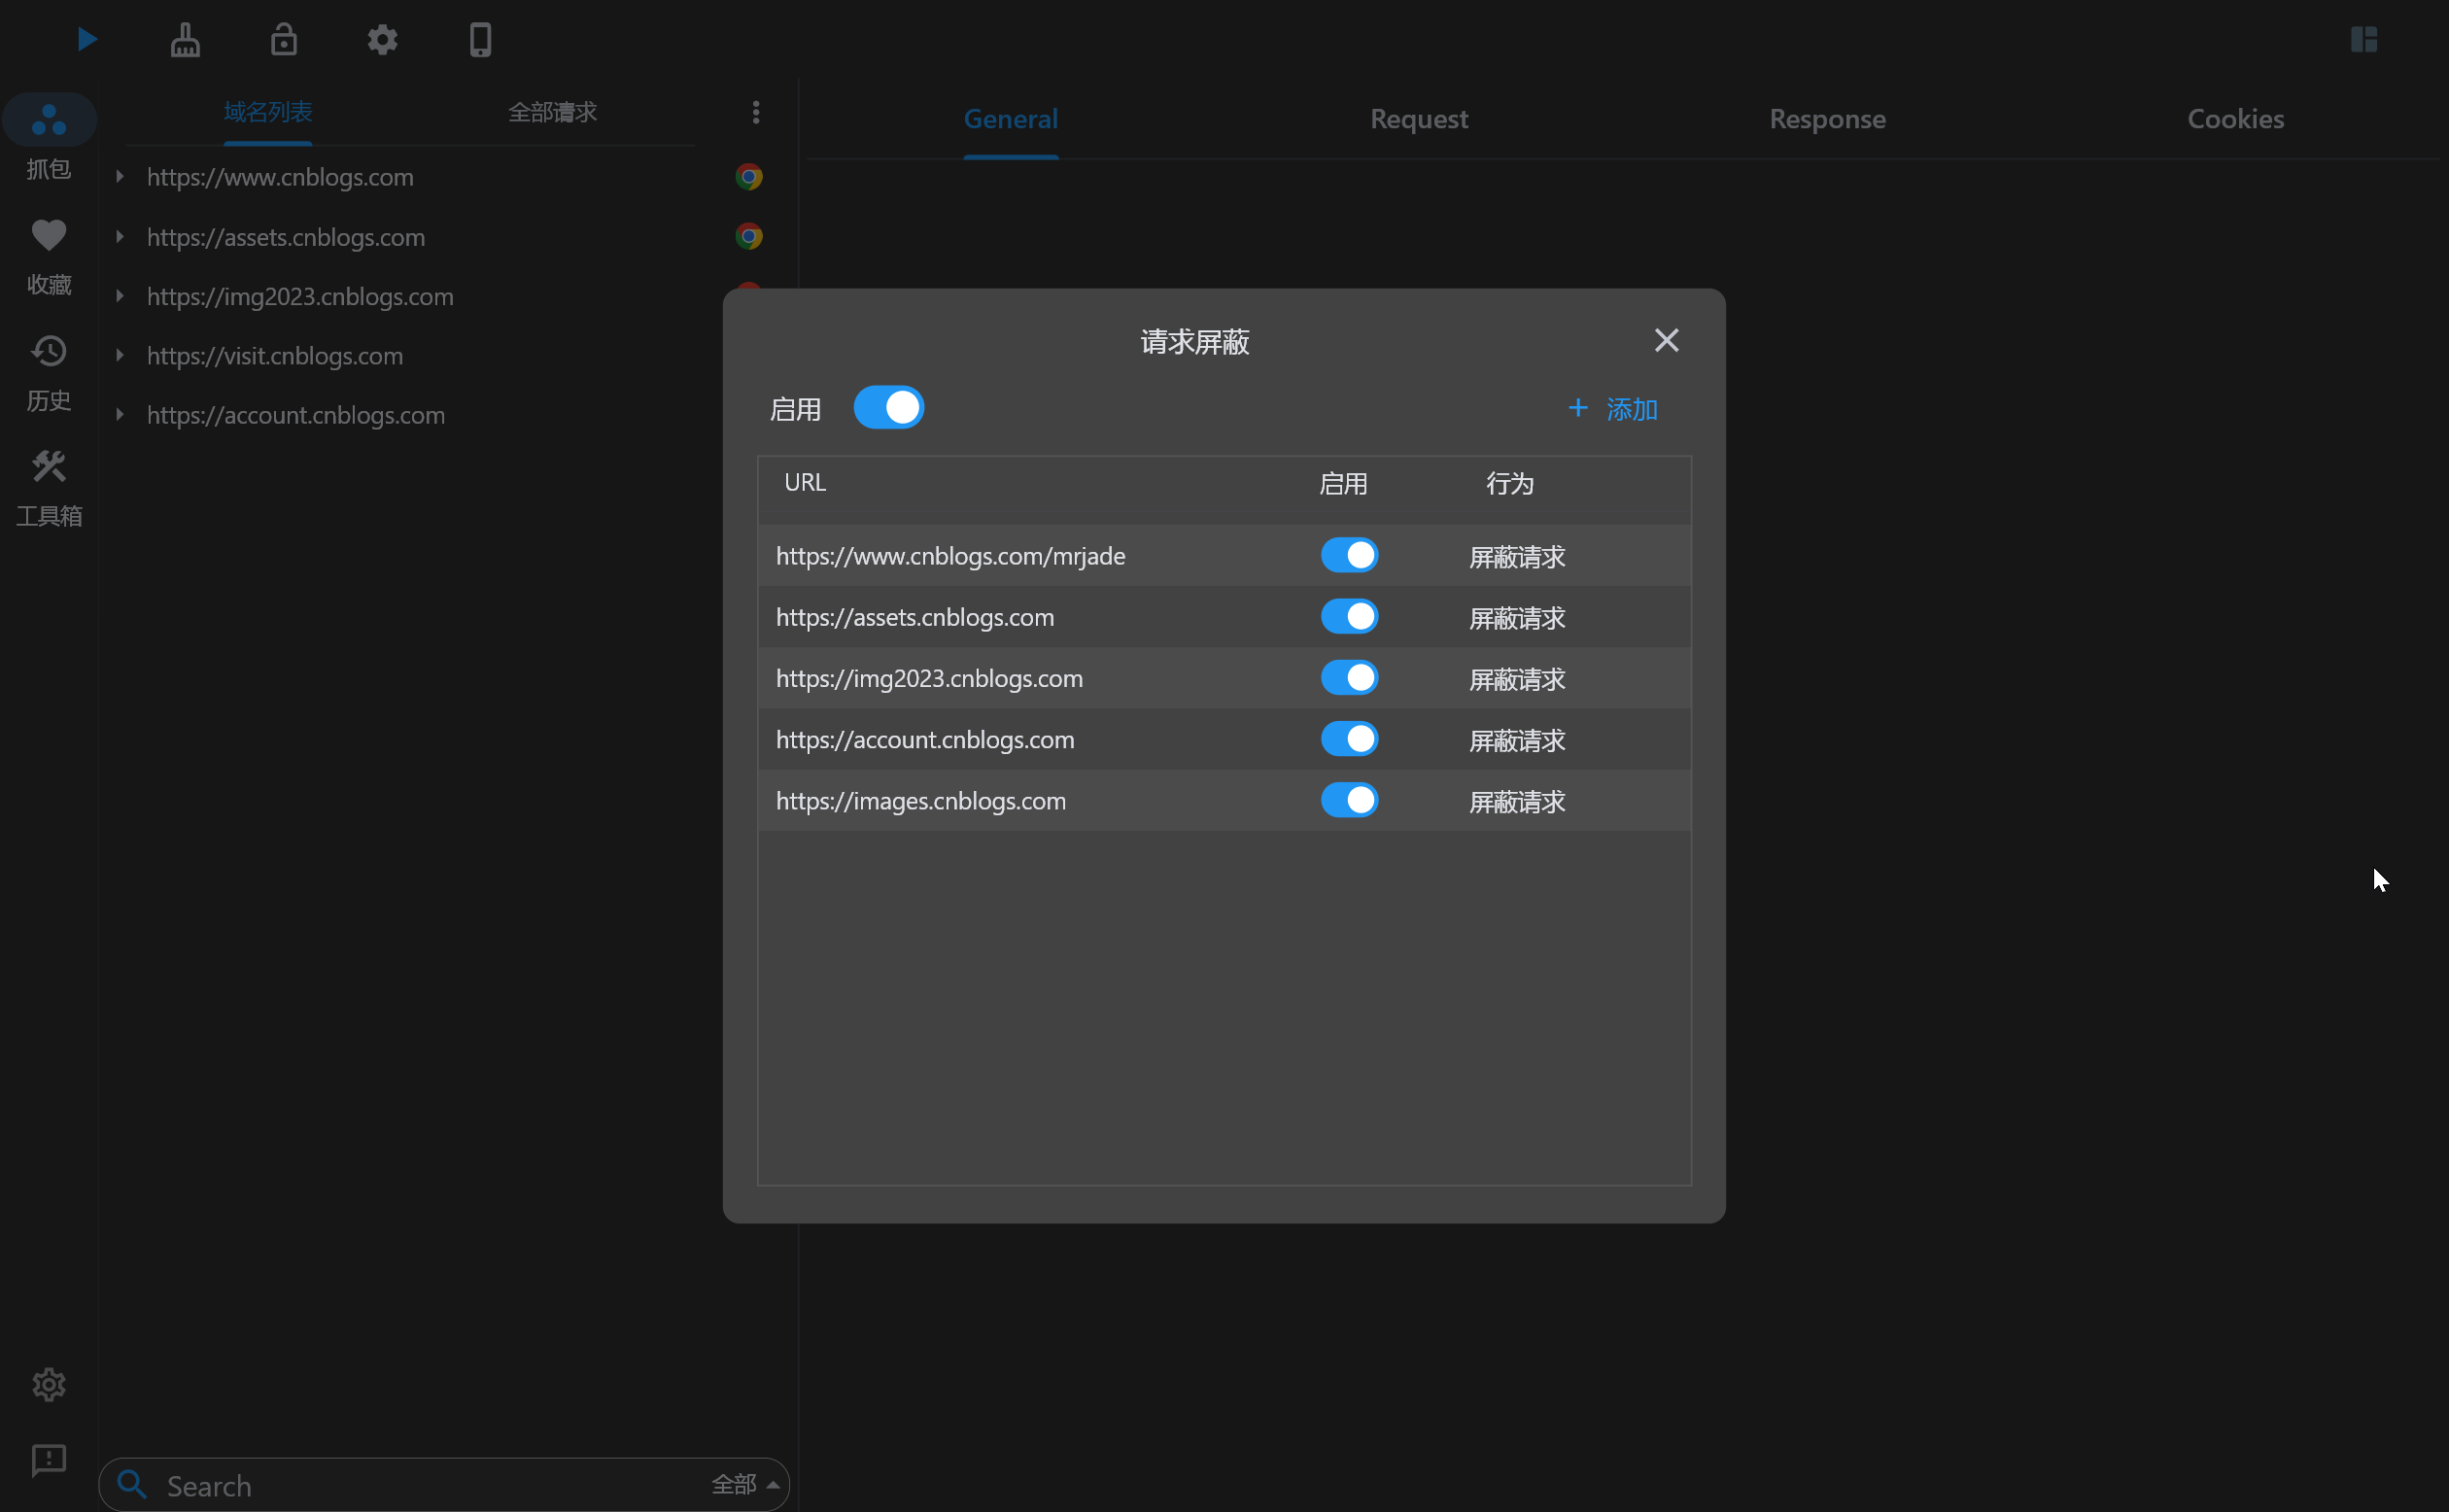 域名列表
全部请求
General
Request
Response
Cookies
抓包
收藏
历史
工具箱
https://www.cnblogs.com
https://assets.cnblogs.com
https://img2023.cnblogs.com
https://visit.cnblogs.com
https://account.cnblogs.com
请求屏蔽
启用
+ 添加
URL 启用 行为
https://www.cnblogs.com/mrjade 屏蔽请求
https://assets.cnblogs.com 屏蔽请求
https://img2023.cnblogs.com 屏蔽请求
https://account.cnblogs.com 屏蔽请求
https://images.cnblogs.com 屏蔽请求
Search 全部